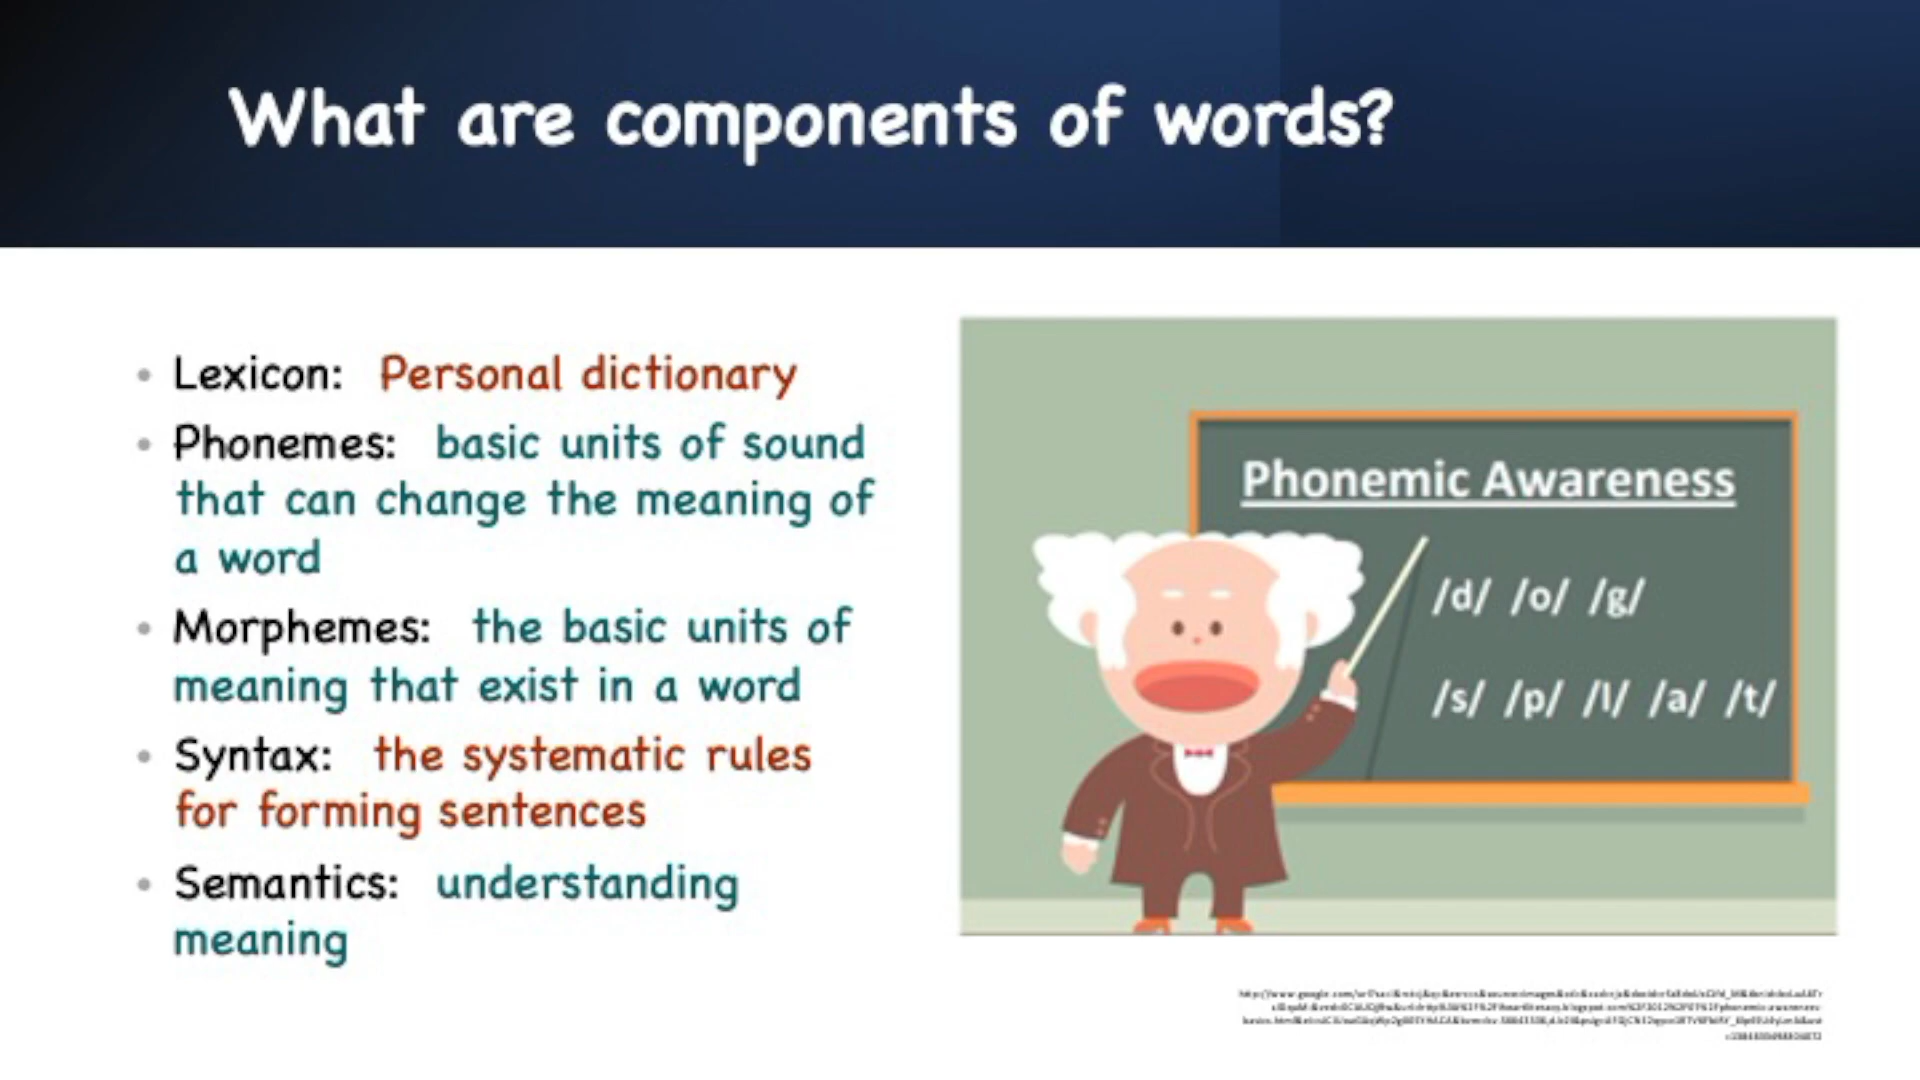 What are components of words?
• Lexicon: Personal dictionary
• Phonemes: basic units of sound
that can change the meaning of
a word
• Morphemes: the basic units of
meaning that exist in a word
• Syntax: the systematic rules
for forming sentences
• Semantics: understanding
meaning
Phonemic Awareness
/d/ /o/ /g/
/s/ /p/ /l/ /a/ /t/